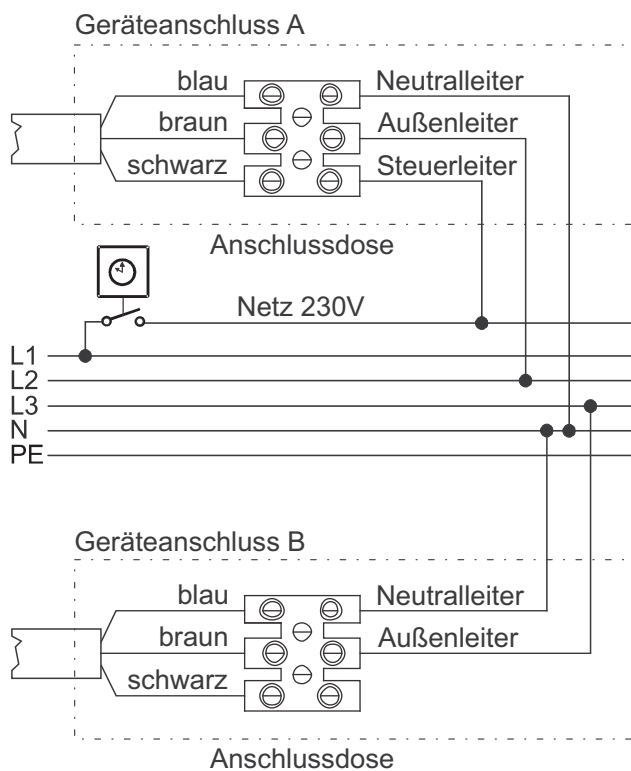 Geräteanschluss A
blau Neutralleiter
braun Außenleiter
schwarz Steuerleiter
Anschlussdose
Netz 230V
L1
L2
L3
N
PE
Geräteanschluss B
blau Neutralleiter
braun Außenleiter
schwarz
Anschlussdose